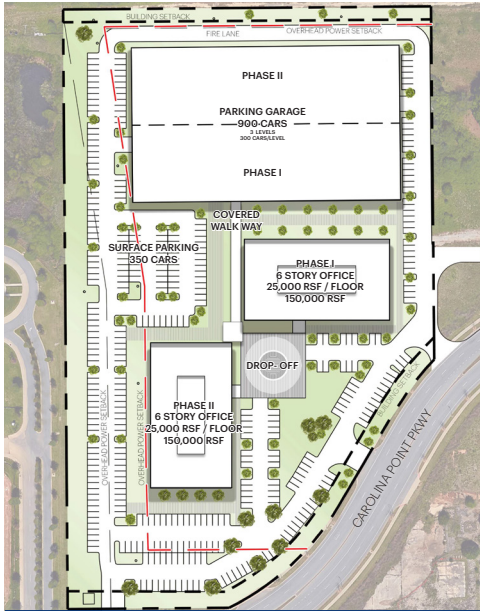 BUILDING SETBACK
FIRE LANE
OVERHEAD POWER SETBACK
PHASE II
PARKING GARAGE
900 CARS
3 LEVELS
300 CARS/LEVEL
PHASE I
COVERED
WALK WAY
SURFACE PARKING
350 CARS
PHASE I
6 STORY OFFICE
25,000 RSF / FLOOR
150,000 RSF
DROP- OFF
BUILDING SETBACK
PHASE II
6 STORY OFFICE
25,000 RSF / FLOOR
150,000 RSF
OVERHEAD POWER SETBACK
OVERHEAD POWER SETBACK
CAROLINA POINT PKWY